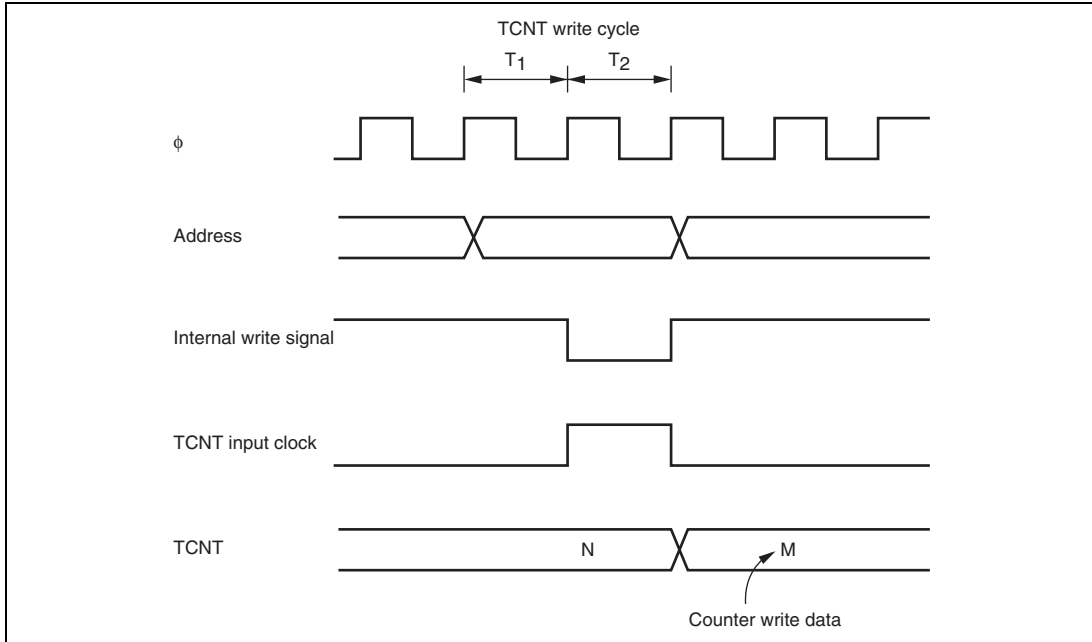 TCNT write cycle
T1 T2
ϕ
Address
Internal write signal
TCNT input clock
TCNT N M
Counter write data